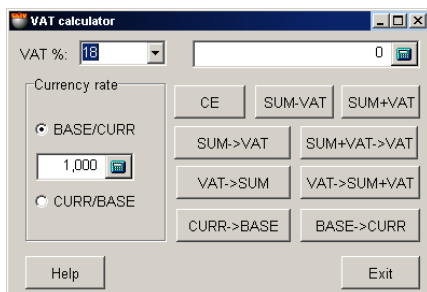 VAT calculator
VAT %: 18 0
Currency rate
CE SUM-VAT SUM+VAT
BASE/CURR
SUM->VAT SUM+VAT->VAT
1,000
VAT->SUM VAT->SUM+VAT
CURR/BASE
CURR->BASE BASE->CURR
Help Exit